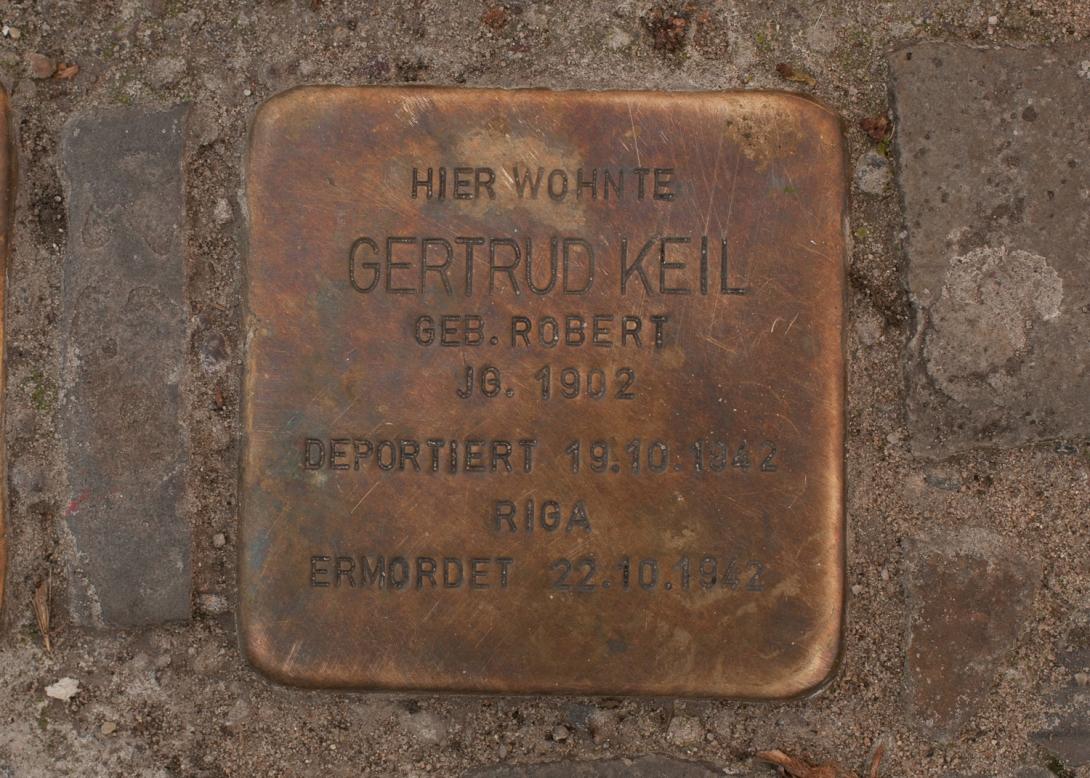 HIER WOHNTE
GERTRUD KEIL
GEB. ROBERT
JG. 1902
DEPORTIERT 19.10.1942
RIGA
ERMORDET 22.10.1942